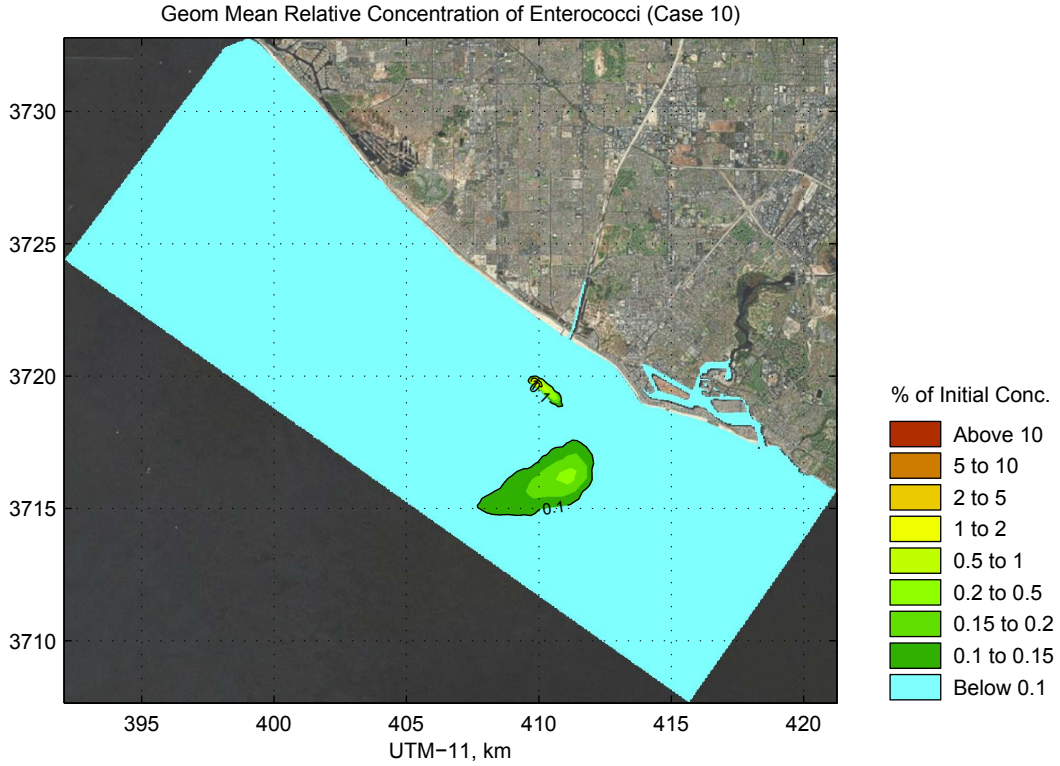 Geom Mean Relative Concentration of Enterococci (Case 10)
3730
3725
3720
3715
3710
0.1
395
400
405
410
415
420
UTM−11, km
% of Initial Conc.
Above 10
5 to 10
2 to 5
1 to 2
0.5 to 1
0.2 to 0.5
0.15 to 0.2
0.1 to 0.15
Below 0.1